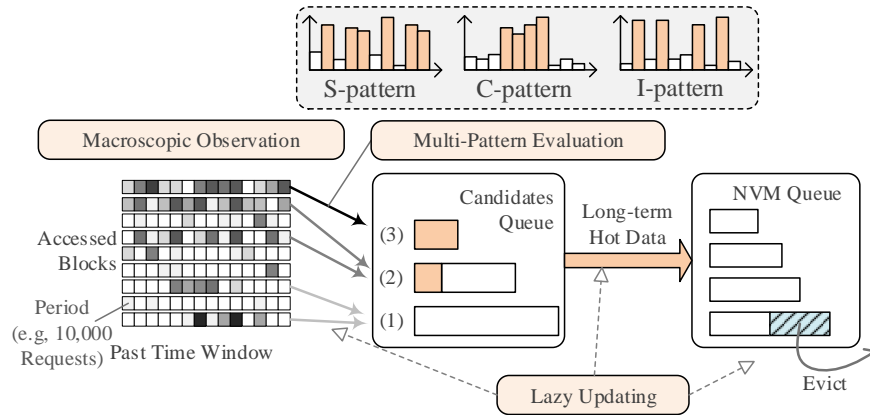 S-pattern
C-pattern
I-pattern
Macroscopic Observation
Multi-Pattern Evaluation
Accessed
Blocks
Period
(e.g, 10,000
Requests)
Past Time Window
Candidates
Queue
(3)
(2)
(1)
Long-term
Hot Data
NVM Queue
Evict
Lazy Updating